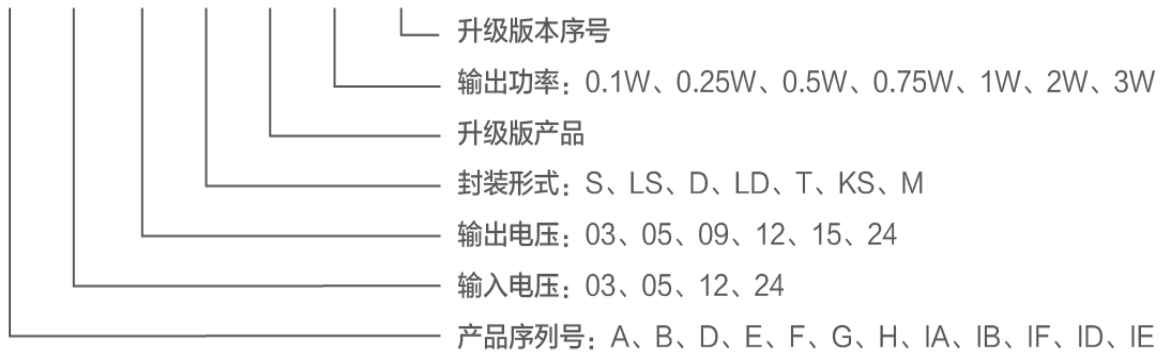 升级版本序号
输出功率：0.1W、0.25W、0.5W、0.75W、1W、2W、3W
升级版产品
封装形式：S、LS、D、LD、T、KS、M
输出电压：03、05、09、12、15、24
输入电压：03、05、12、24
产品序列号：A、B、D、E、F、G、H、IA、IB、IF、ID、IE